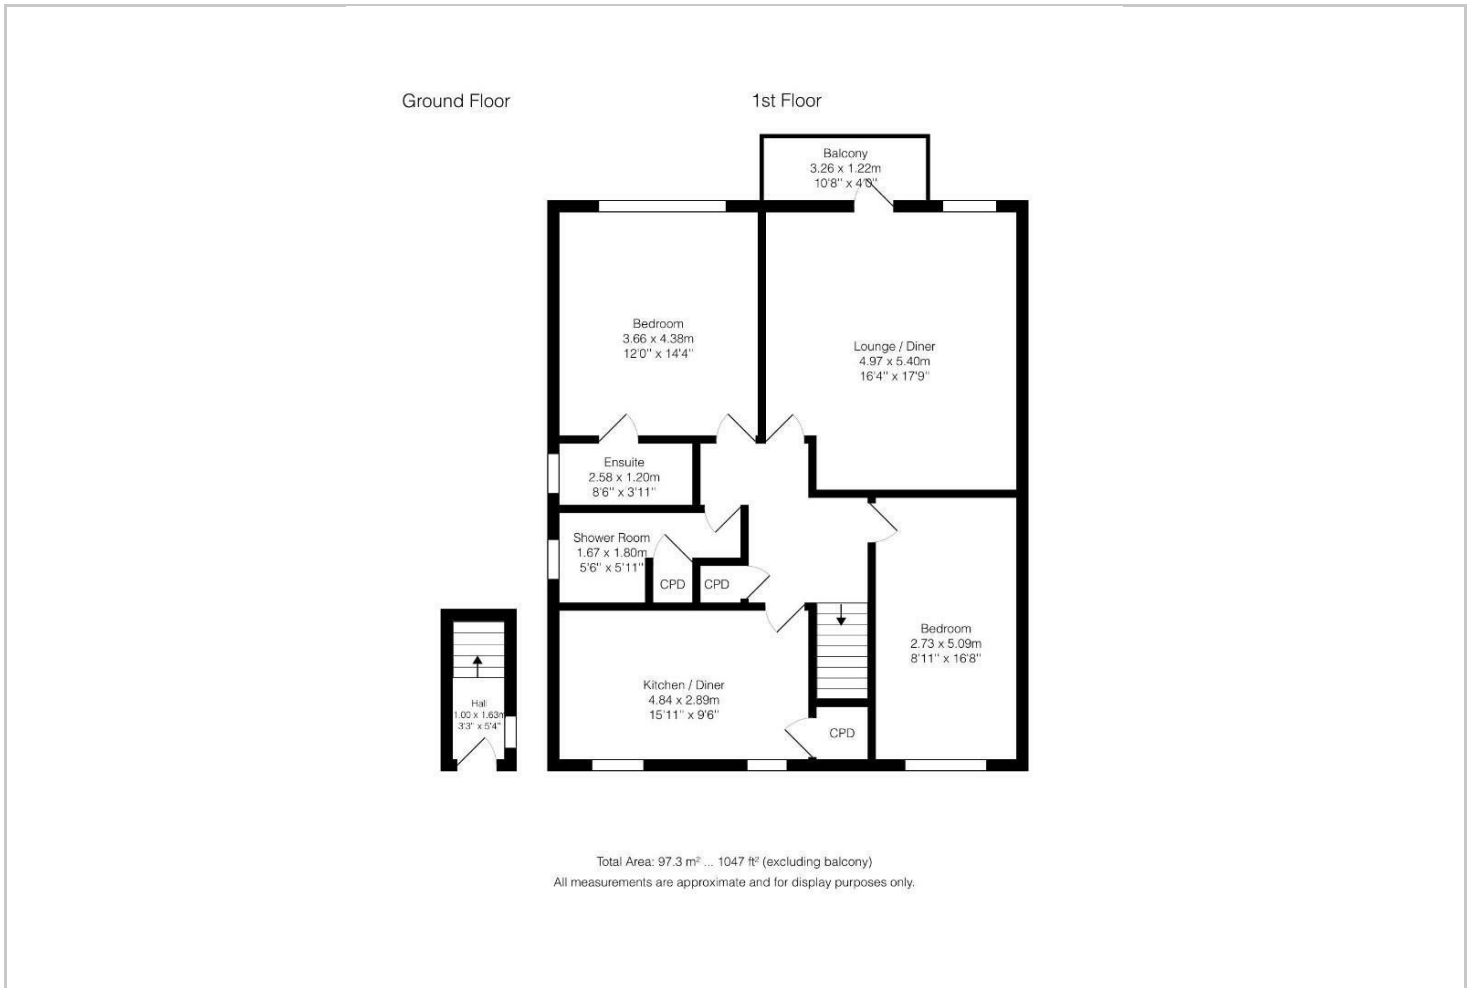 Ground Floor
1st Floor
Balcony
3.26 x 1.22m
10'8" x 4'0"
Bedroom
3.66 x 4.38m
12'0" x 14'4"
Lounge / Diner
4.97 x 5.40m
16'4" x 17'9"
Ensuite
2.58 x 1.20m
8'6" x 3'11"
Shower Room
1.67 x 1.80m
5'6" x 5'11"
CPD
CPD
Bedroom
2.73 x 5.09m
8'11" x 16'8"
Kitchen / Diner
4.84 x 2.89m
15'11" x 9'6"
Hall
1.00 x 1.63m
3'3" x 5'4"
CPD
Total Area: 97.3 m² ... 1047 ft² (excluding balcony)
All measurements are approximate and for display purposes only.